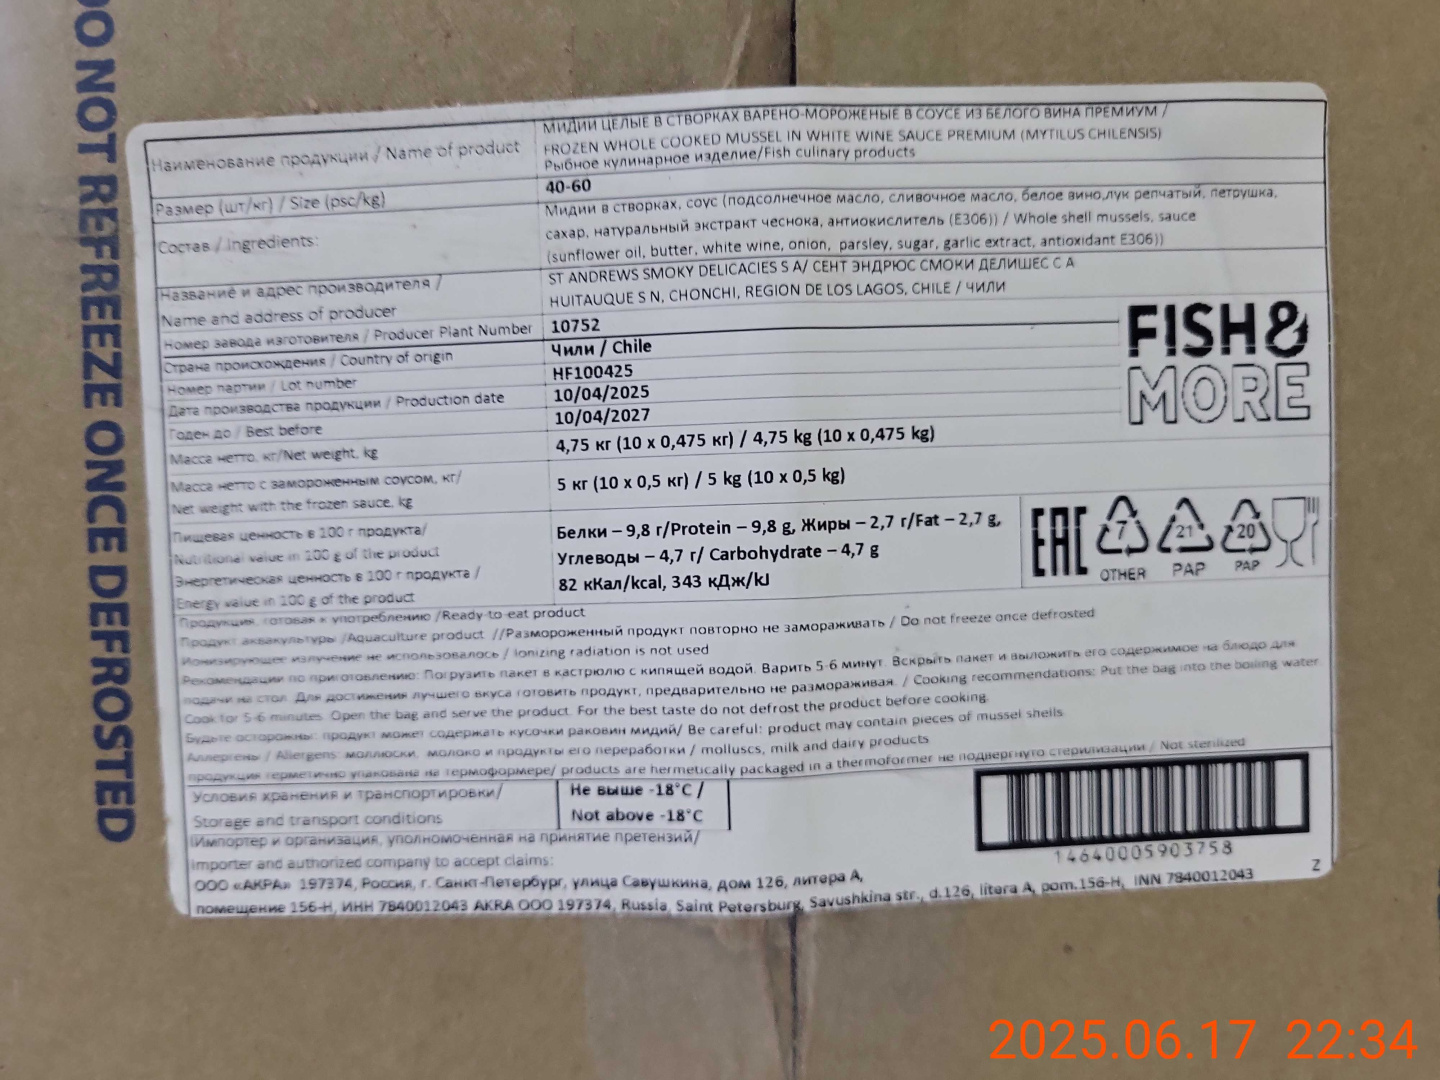 DO NOT REFREEZE ONCE DEFROSTED
Наименование продукции / Name of product
МИДИИ ЦЕЛЫЕ В СТВОРКАХ ВАРЕНО-МОРОЖЕНЫЕ В СОУСЕ ИЗ БЕЛОГО ВИНА ПРЕМИУМ /
FROZEN WHOLE COOKED MUSSEL IN WHITE WINE SAUCE PREMIUM (MYTILUS CHILENSIS)
Рыбное кулинарное изделие/Fish culinary products
Размер (шт/кг) / Size (psc/kg)
40-60
Состав / Ingredients:
Мидии в створках, соус (подсолнечное масло, сливочное масло, белое вино,лук репчатый, петрушка,
сахар, натуральный экстракт чеснока, антиокислитель (E306)) / Whole shell mussels, sauce
(sunflower oil, butter, white wine, onion, parsley, sugar, garlic extract, antioxidant E306))
Название и адрес производителя /
Name and address of producer
ST ANDREWS SMOKY DELICACIES S A/ СЕНТ ЭНДРЮС СМОКИ ДЕЛИШЕС С А
HUITAUQUE S N, CHONCHI, REGION DE LOS LAGOS, CHILE / ЧИЛИ
Номер завода изготовителя / Producer Plant Number
10752
Страна происхождения / Country of origin
Чили / Chile
Номер партии / Lot number
HF100425
Дата производства продукции / Production date
10/04/2025
Годен до / Best before
10/04/2027
Масса нетто, кг/Net weight, kg
4,75 кг (10 x 0,475 кг) / 4,75 kg (10 x 0,475 kg)
Масса нетто с замороженным соусом, кг/
Net weight with the frozen sauce, kg
5 кг (10 x 0,5 кг) / 5 kg (10 x 0,5 kg)
FISH&
MORE
Пищевая ценность в 100 г продукта/
Nutritional value in 100 g of the product
Энергетическая ценность в 100 г продукта /
Energy value in 100 g of the product
Белки – 9,8 г/Protein – 9,8 g, Жиры – 2,7 г/Fat – 2,7 g,
Углеводы – 4,7 г/ Carbohydrate – 4,7 g
82 кКал/kcal, 343 кДж/kJ
EAC
7
OTHER
21
PAP
20
PAP
Продукция, готовая к употреблению /Ready-to-eat product
Продукт аквакультуры /Aquaculture product //Размороженный продукт повторно не замораживать / Do not freeze once defrosted
Ионизирующее излучение не использовалось / Ionizing radiation is not used
Рекомендации по приготовлению: Погрузить пакет в кастрюлю с кипящей водой. Варить 5-6 минут. Вскрыть пакет и выложить его содержимое на блюдо для
подачи на стол. Для достижения лучшего вкуса готовить продукт, предварительно не размораживая. / Cooking recommendations: Put the bag into the boiling water.
Cook for 5-6 minutes. Open the bag and serve the product. For the best taste do not defrost the product before cooking.
Будьте осторожны: продукт может содержать кусочки раковин мидий/ Be careful: product may contain pieces of mussel shells
Аллергены / Allergens: моллюски, молоко и продукты его переработки / molluscs, milk and dairy products
продукция герметично упакована на термоформере/ products are hermetically packaged in a thermoformer не подвергнуто стерилизации / Not sterilized
Условия хранения и транспортировки/
Storage and transport conditions
Не выше -18°C /
Not above -18°C
14640005903758
Импортер и организация, уполномоченная на принятие претензий/
Importer and authorized company to accept claims:
ООО «АКРА» 197374, Россия, г. Санкт-Петербург, улица Савушкина, дом 126, литера А,
помещение 156-Н, ИНН 7840012043 AKRA OOO 197374, Russia, Saint Petersburg, Savushkina str., d.126, litera A, pom.156-H, INN 7840012043
Z
2025.06.17 22:34